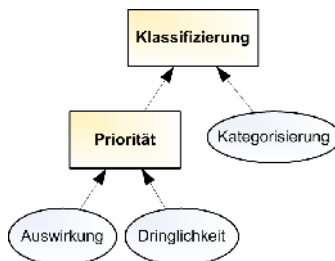 Klassifizierung
Kategorisierung
Priorität
Auswirkung
Dringlichkeit